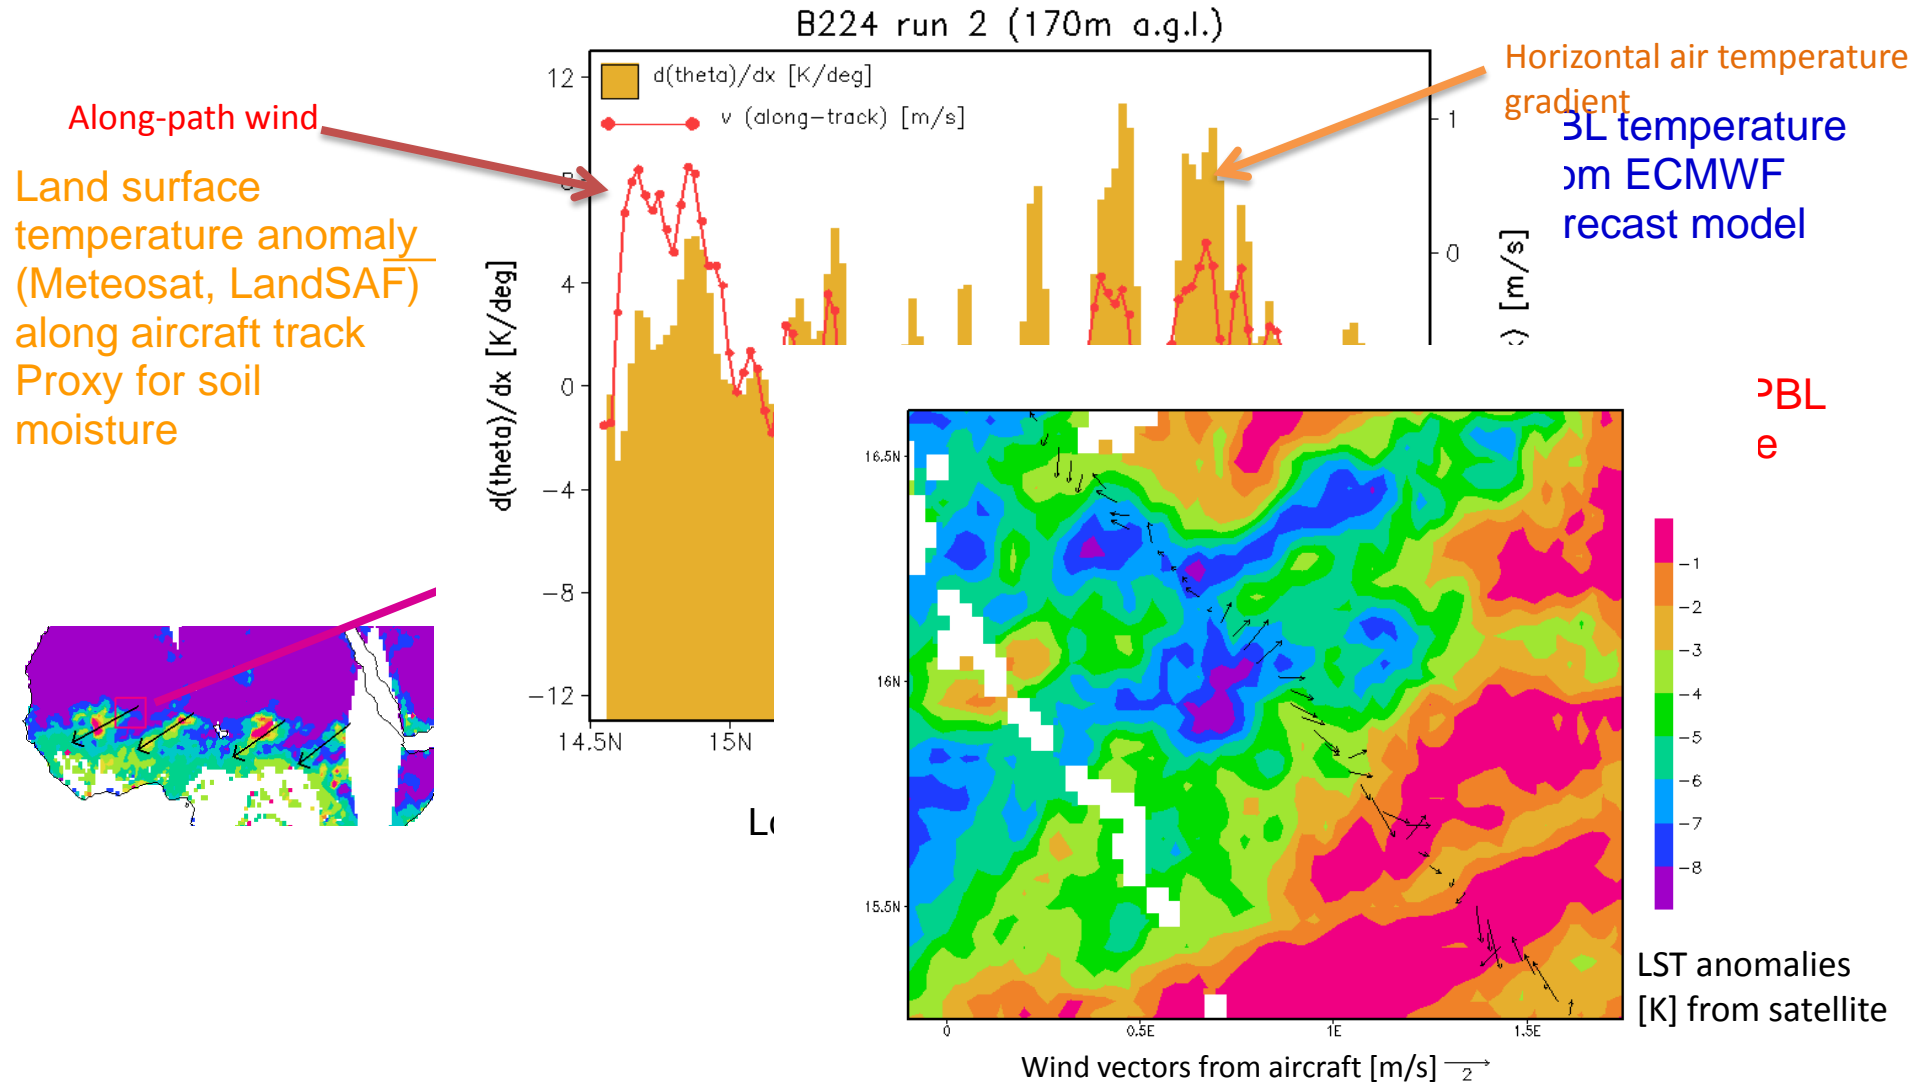 B224 run 2 (170m a.g.l.)
d(theta)/dx [K/deg]
v (along-track) [m/s]
Along-path wind
Horizontal air temperature
gradient
BL temperature
ECMWF
recast model
Land surface
temperature anomaly
(Meteosat, LandSAF)
along aircraft track
Proxy for soil
moisture
12
8
4
0
-4
-8
-12
d(theta)/dx [K/deg]
1
0
[m/s]
14.5N
15N
PBL
e
16.5N
16N
15.5N
0
0.5E
1E
1.5E
-1
-2
-3
-4
-5
-6
-7
-8
LST anomalies
[K] from satellite
Wind vectors from aircraft [m/s]
2